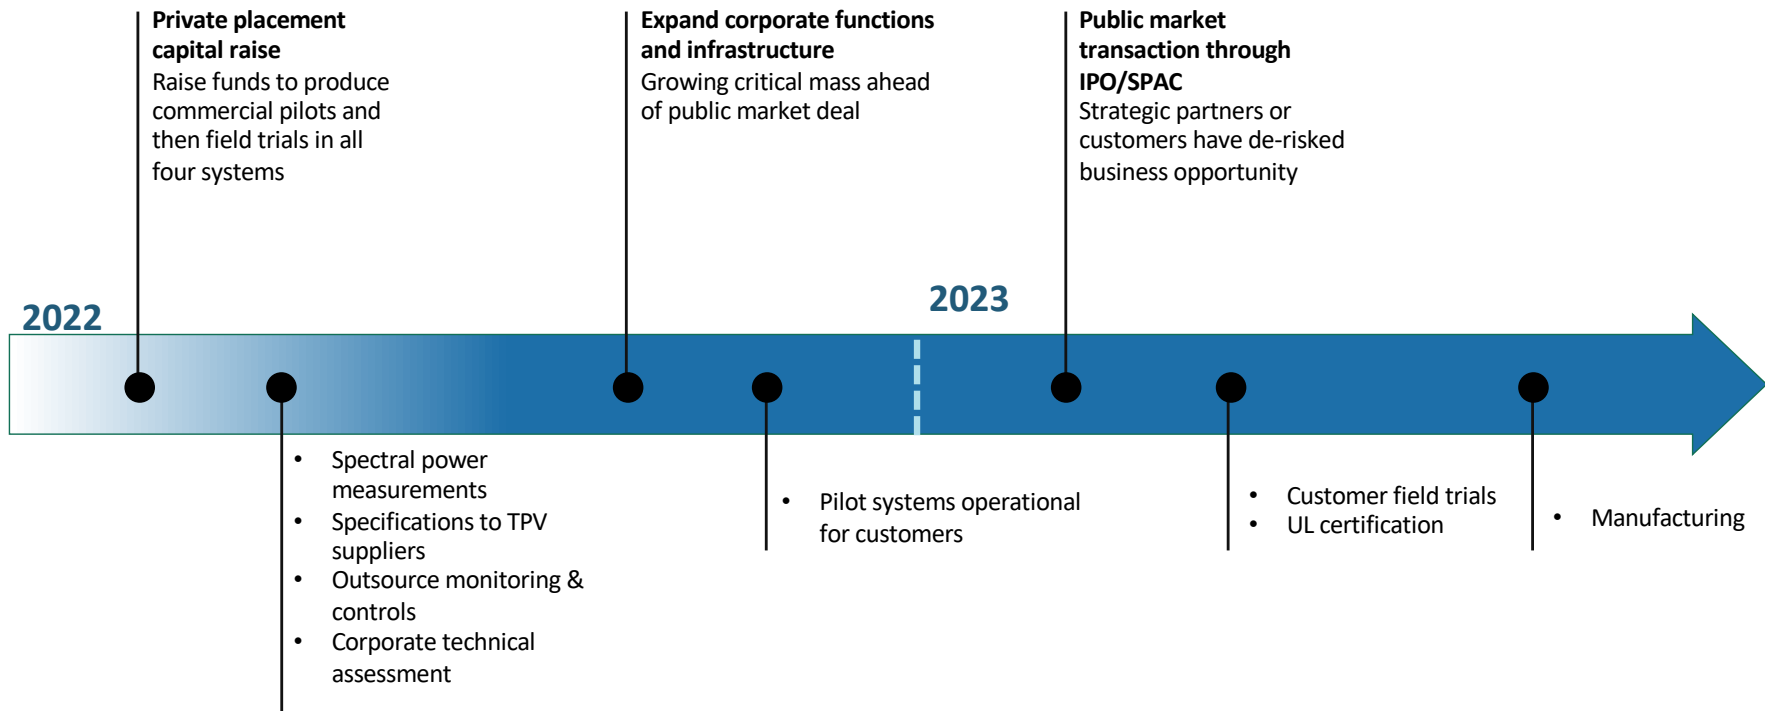 Private placement
capital raise
Raise funds to produce
commercial pilots and
then field trials in all
four systems
Expand corporate functions
and infrastructure
Growing critical mass ahead
of public market deal
Public market
transaction through
IPO/SPAC
Strategic partners or
customers have de-risked
business opportunity
2022
2023
• Spectral power
measurements
• Specifications to TPV
suppliers
• Outsource monitoring &
controls
• Corporate technical
assessment
• Pilot systems operational
for customers
• Customer field trials
• UL certification
• Manufacturing